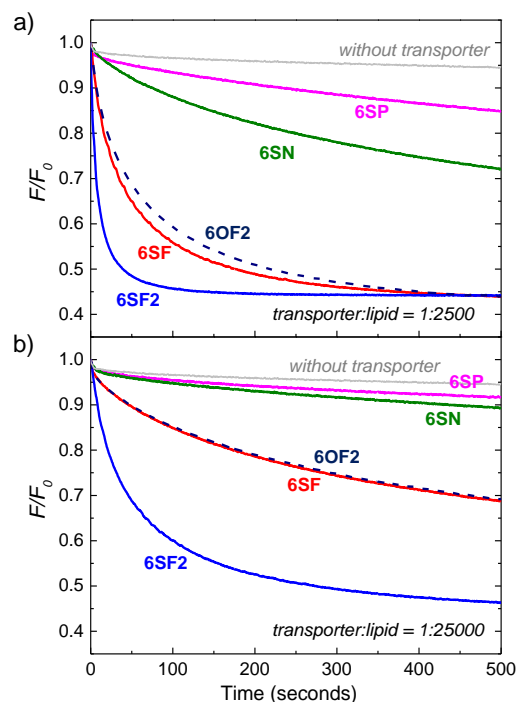 a)
1.0
0.9
0.8
0.7
0.6
0.5
0.4
F/F0
without transporter
6SP
6SN
6OF2
6SF
6SF2
transporter:lipid = 1:2500
b)
1.0
0.9
0.8
0.7
0.6
0.5
0.4
F/F0
without transporter
6SP
6SN
6OF2
6SF
6SF2
transporter:lipid = 1:25000
0 100 200 300 400 500
Time (seconds)